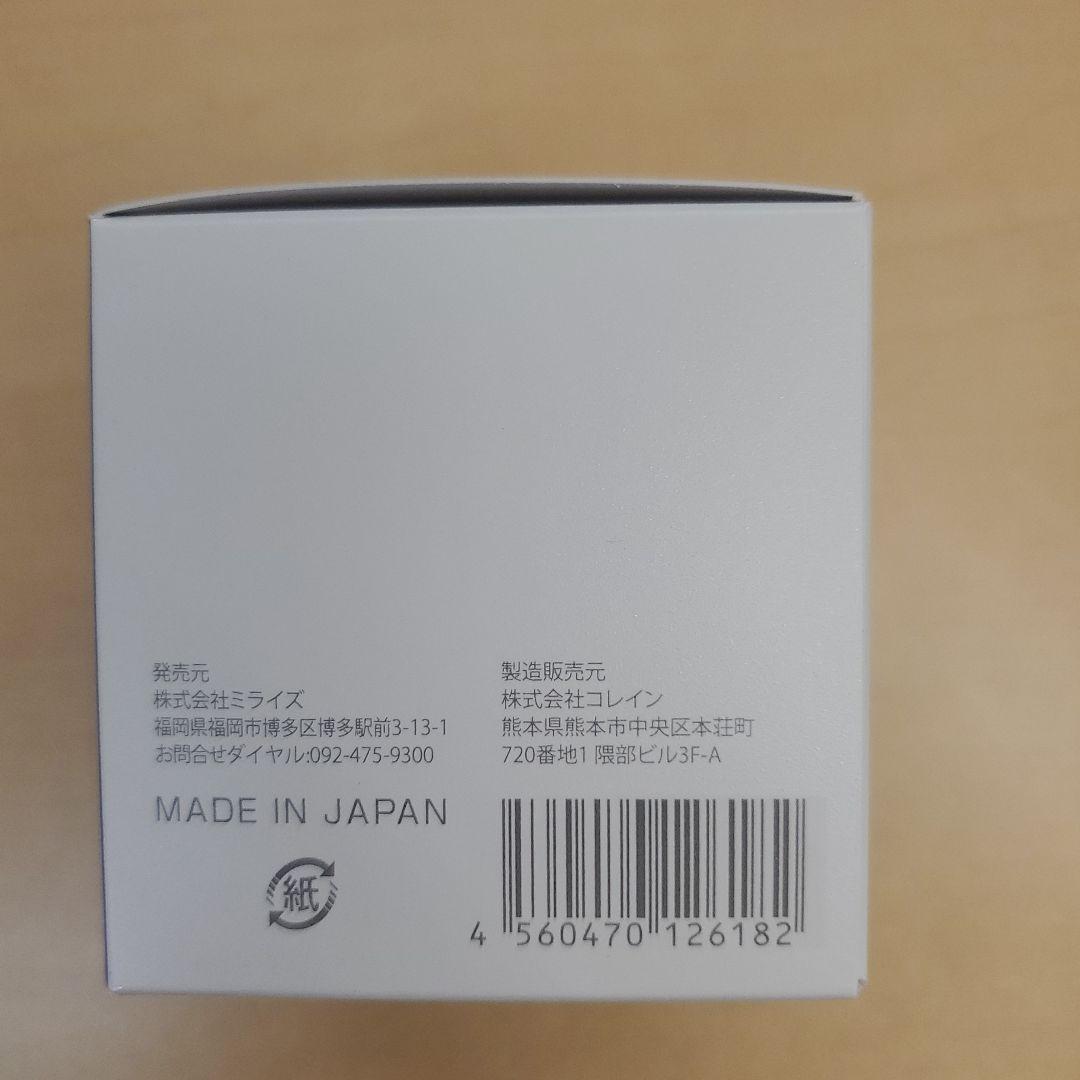 発売元
株式会社ミライズ
福岡県福岡市博多区博多駅前3-13-1
お問合せダイヤル:092-475-9300
製造販売元
株式会社コレイン
熊本県熊本市中央区本荘町
720番地1 隈部ビル3F-A
MADE IN JAPAN
紙
4 560470 126182